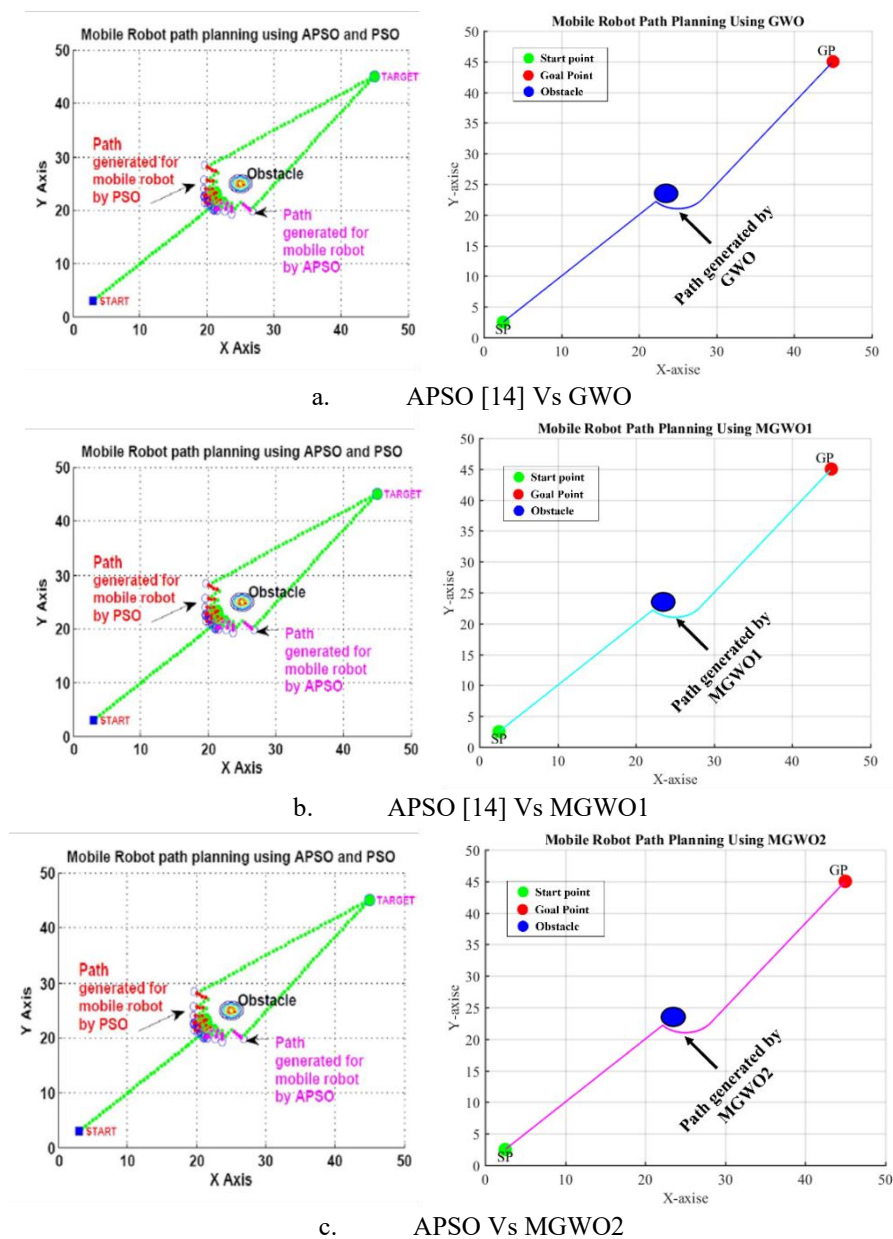 Mobile Robot path planning using APSO and PSO
50
40
30
20
10
0
Y Axis
0 10 20 30 40 50
X Axis
TARGET
Path
generated for
mobile robot
by PSO
Obstacle
Path
generated for
mobile robot
by APSO
START
Mobile Robot Path Planning Using GWO
50
45
40
35
30
25
20
15
10
5
0
Y-axise
0 10 20 30 40 50
X-axise
Start point
Goal Point
Obstacle
GP
Path generated by
GWO
SP
a. APSO [14] Vs GWO
Mobile Robot path planning using APSO and PSO
50
40
30
20
10
0
Y Axis
0 10 20 30 40 50
X Axis
TARGET
Path
generated for
mobile robot
by PSO
Obstacle
Path
generated for
mobile robot
by APSO
START
Mobile Robot Path Planning Using MGWO1
50
45
40
35
30
25
20
15
10
5
0
Y-axise
0 10 20 30 40 50
X-axise
Start point
Goal Point
Obstacle
GP
Path generated by
MGWO1
SP
b. APSO [14] Vs MGWO1
Mobile Robot path planning using APSO and PSO
50
40
30
20
10
0
Y Axis
0 10 20 30 40 50
X Axis
TARGET
Path
generated for
mobile robot
by PSO
Obstacle
Path
generated for
mobile robot
by APSO
START
Mobile Robot Path Planning Using MGWO2
50
45
40
35
30
25
20
15
10
5
0
Y-axise
0 10 20 30 40 50
X-axise
Start point
Goal Point
Obstacle
GP
Path generated by
MGWO2
SP
c. APSO Vs MGWO2